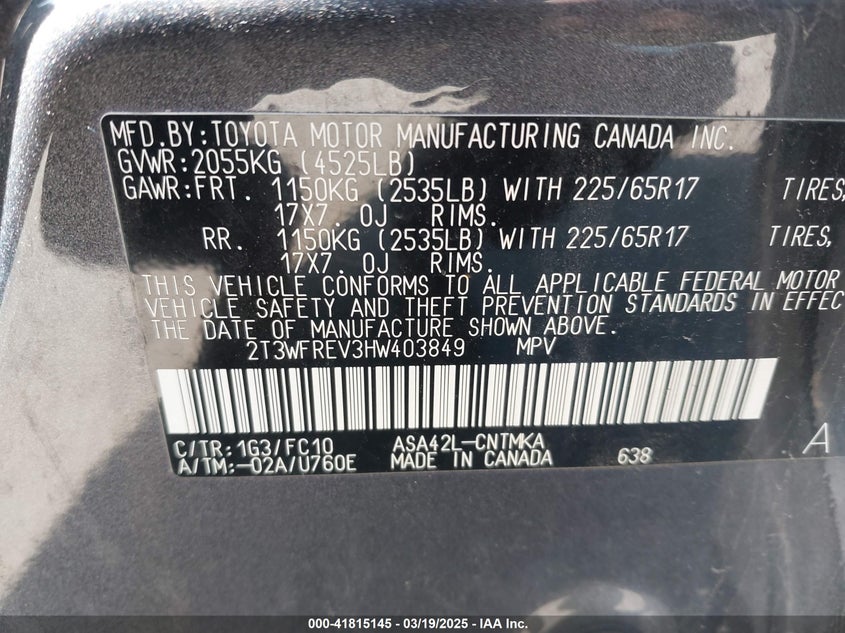 MFD.BY:TOYOTA MOTOR MANUFACTURING CANADA INC.
GVWR:2055KG (4525LB)
GAWR:FRT. 1150KG (2535LB) WITH 225/65R17 TIRES,
17X7.0J RIMS.
RR. 1150KG (2535LB) WITH 225/65R17 TIRES,
17X7.0J RIMS.
THIS VEHICLE CONFORMS TO ALL APPLICABLE FEDERAL MOTOR
VEHICLE SAFETY AND THEFT PREVENTION STANDARDS IN EFFEC
THE DATE OF MANUFACTURE SHOWN ABOVE.
2T3WFREV3HW403849 MPV
C/TR:1G3/FC10 ASA42L-CNTMKA A
A/TM:-02A/U760E MADE IN CANADA 638
000-41815145 - 03/19/2025 - IAA Inc.